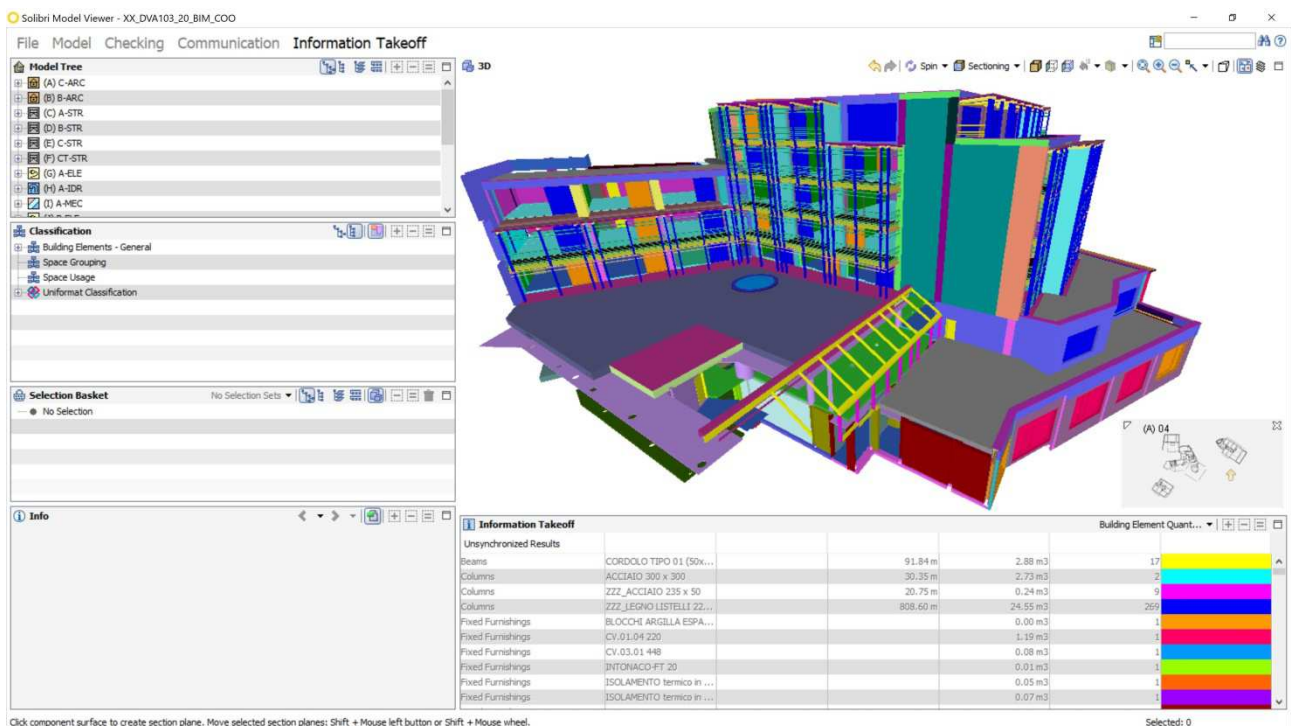 Solibri Model Viewer - XX_DVA103_20_BIM_COO
File Model Checking Communication Information Takeoff
Model Tree
(A) C-ARC
(B) B-ARC
(C) A-STR
(D) B-STR
(E) C-STR
(F) CT-STR
(G) A-ELE
(H) A-IDR
(I) A-MEC
Classification
Building Elements - General
Space Grouping
Space Usage
Uniformat Classification
Selection Basket No Selection Sets
No Selection
Info
3D Spin Sectioning
(A) 04
Information Takeoff Building Element Quant...
Unsynchronized Results
Beams CORDOLO TIPO 01 (50x... 91.84 m 2.88 m3 17
Columns ACCIAIO 300 x 300 30.35 m 2.73 m3 2
Columns ZZZ_ACCIAIO 235 x 50 20.75 m 0.24 m3 9
Columns ZZZ_LEGNO LISTELLI 22... 808.60 m 24.55 m3 269
Fixed Furnishings BLOCCHI ARGILLA ESPA... 0.00 m3 1
Fixed Furnishings CV.01.04 220 1.19 m3 1
Fixed Furnishings CV.03.01 448 0.08 m3 1
Fixed Furnishings INTONACO-FT 20 0.01 m3 1
Fixed Furnishings ISOLAMENTO termico in ... 0.05 m3 1
Fixed Furnishings ISOLAMENTO termico in ... 0.07 m3 1
Click component surface to create section plane. Move selected section planes: Shift + Mouse left button or Shift + Mouse wheel. Selected: 0